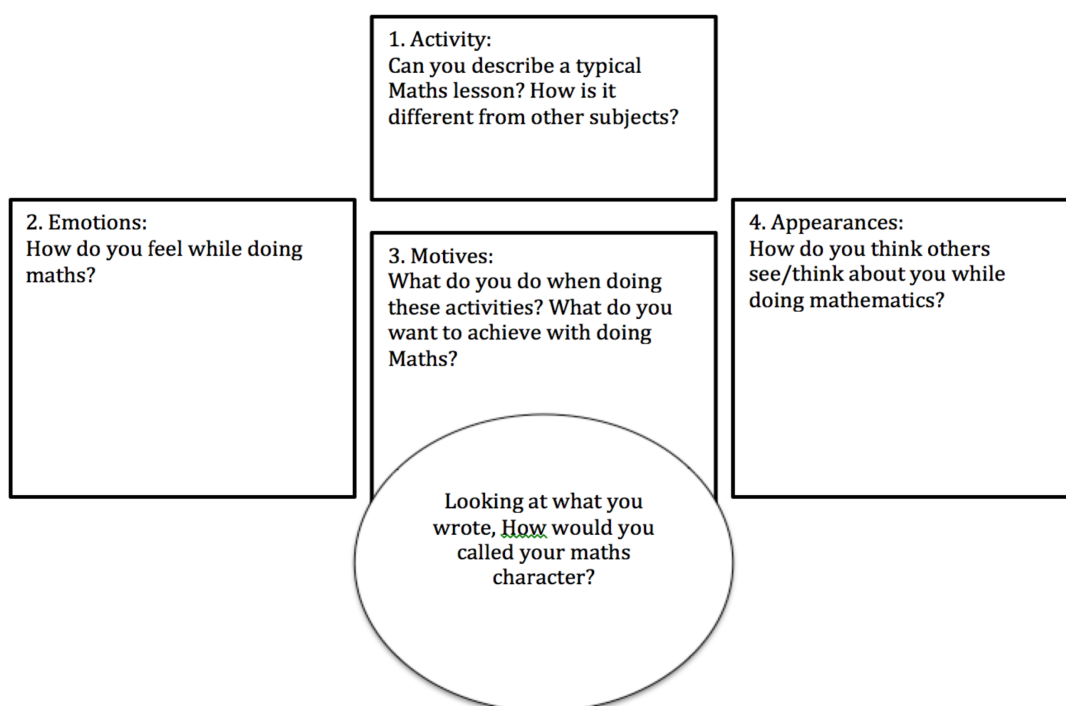 1. Activity:
Can you describe a typical
Maths lesson? How is it
different from other subjects?
2. Emotions:
How do you feel while doing
maths?
3. Motives:
What do you do when doing
these activities? What do you
want to achieve with doing
Maths?
4. Appearances:
How do you think others
see/think about you while
doing mathematics?
Looking at what you
wrote, How would you
called your maths
character?